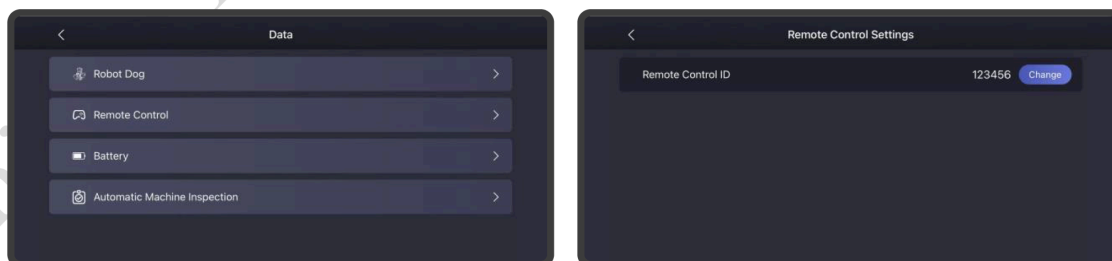 Data
Robot Dog
Remote Control
Battery
Automatic Machine Inspection
Remote Control Settings
Remote Control ID 123456 Change